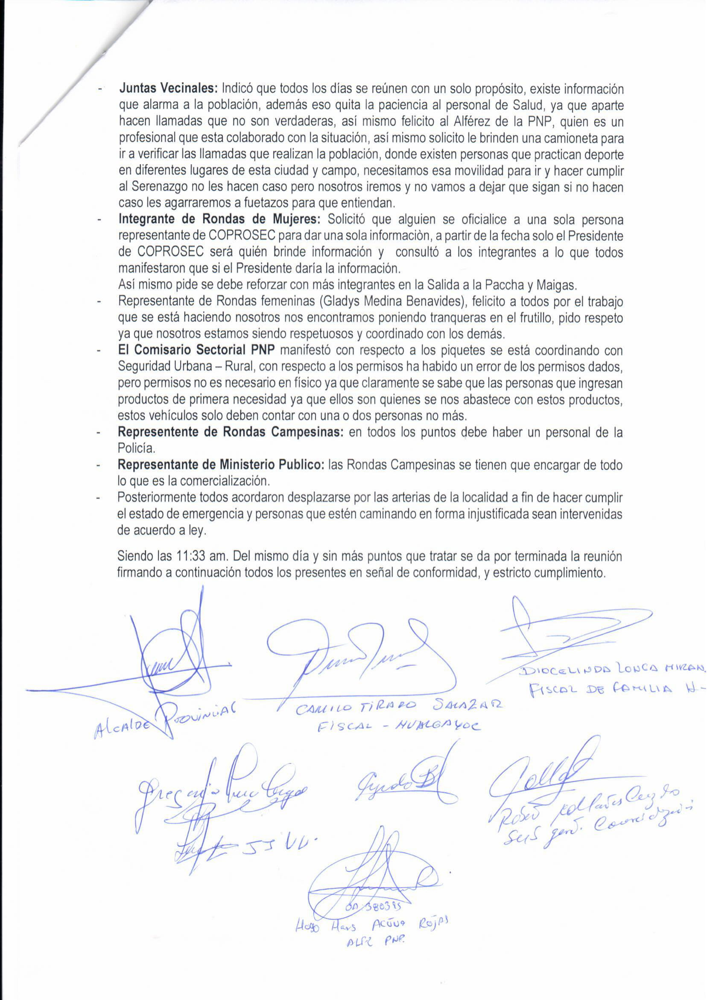 - Juntas Vecinales: Indicó que todos los días se reúnen con un solo propósito, existe información
que alarma a la población, además eso quita la paciencia al personal de Salud, ya que aparte
hacen llamadas que no son verdaderas, así mismo felicito al Alférez de la PNP, quien es un
profesional que esta colaborado con la situación, así mismo solicito le brinden una camioneta para
ir a verificar las llamadas que realizan la población, donde existen personas que practican deporte
en diferentes lugares de esta ciudad y campo, necesitamos esa movilidad para ir y hacer cumplir
al Serenazgo no les hacen caso pero nosotros iremos y no vamos a dejar que sigan si no hacen
caso les agarraremos a fuetazos para que entiendan.
- Integrante de Rondas de Mujeres: Solicitó que alguien se oficialice a una sola persona
representante de COPROSEC para dar una sola informaciòn, a partir de la fecha solo el Presidente
de COPROSEC será quién brinde información y consultó a los integrantes a lo que todos
manifestaron que si el Presidente daría la información.
Así mismo pide se debe reforzar con más integrantes en la Salida a la Paccha y Maigas.
- Representante de Rondas femeninas (Gladys Medina Benavides), felicito a todos por el trabajo
que se está haciendo nosotros nos encontramos poniendo tranqueras en el frutillo, pido respeto
ya que nosotros estamos siendo respetuosos y coordinado con los demás.
- El Comisario Sectorial PNP manifestó con respecto a los piquetes se está coordinando con
Seguridad Urbana – Rural, con respecto a los permisos ha habido un error de los permisos dados,
pero permisos no es necesario en físico ya que claramente se sabe que las personas que ingresan
productos de primera necesidad ya que ellos son quienes se nos abastece con estos productos,
estos vehículos solo deben contar con una o dos personas no más.
- Representente de Rondas Campesinas: en todos los puntos debe haber un personal de la
Policía.
- Representante de Ministerio Publico: las Rondas Campesinas se tienen que encargar de todo
lo que es la comercialización.
- Posteriormente todos acordaron desplazarse por las arterias de la localidad a fin de hacer cumplir
el estado de emergencia y personas que estén caminando en forma injustificada sean intervenidas
de acuerdo a ley.
Siendo las 11:33 am. Del mismo día y sin más puntos que tratar se da por terminada la reunión
firmando a continuación todos los presentes en señal de conformidad, y estricto cumplimiento.
DIOCELINDA LONGA MIRAN
FISCAL DE FAMILIA H-
ALCALDE PROVINCIAL
CAMILO TIRADO SALAZAR
FISCAL - HUALGAYOC
JJ VV.
OA 380395
Hugo Hans ACUÑA ROJAS
ALFZ PNP.